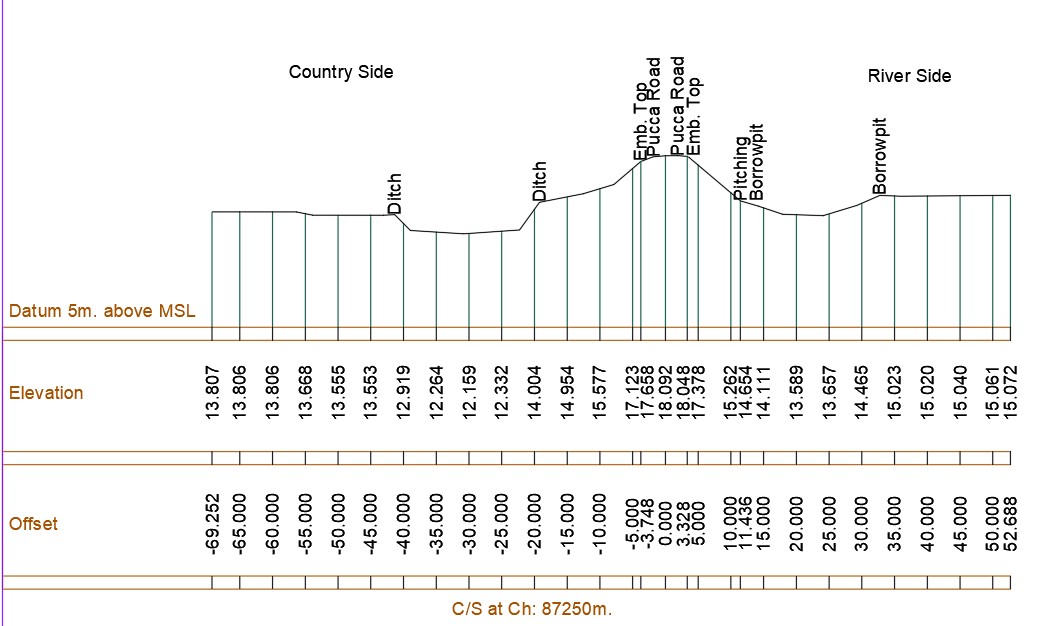 Country Side
River Side
Ditch
Ditch
Emb. Top
Pucca Road
Pucca Road
Emb. Top
Pitching
Borrowpit
Borrowpit
Datum 5m. above MSL
Elevation
13.807 13.806 13.806 13.668 13.555 13.553 12.919 12.264 12.159 12.332 14.004 14.954 15.577 17.123 17.658 18.092 18.048 17.378 15.262 14.654 14.111 13.589 13.657 14.465 15.023 15.020 15.040 15.061 15.072
Offset
-69.252 -65.000 -60.000 -55.000 -50.000 -45.000 -40.000 -35.000 -30.000 -25.000 -20.000 -15.000 -10.000 -5.000 -3.748 0.000 3.328 5.000 10.000 11.436 15.000 20.000 25.000 30.000 35.000 40.000 45.000 50.000 52.688
C/S at Ch: 87250m.